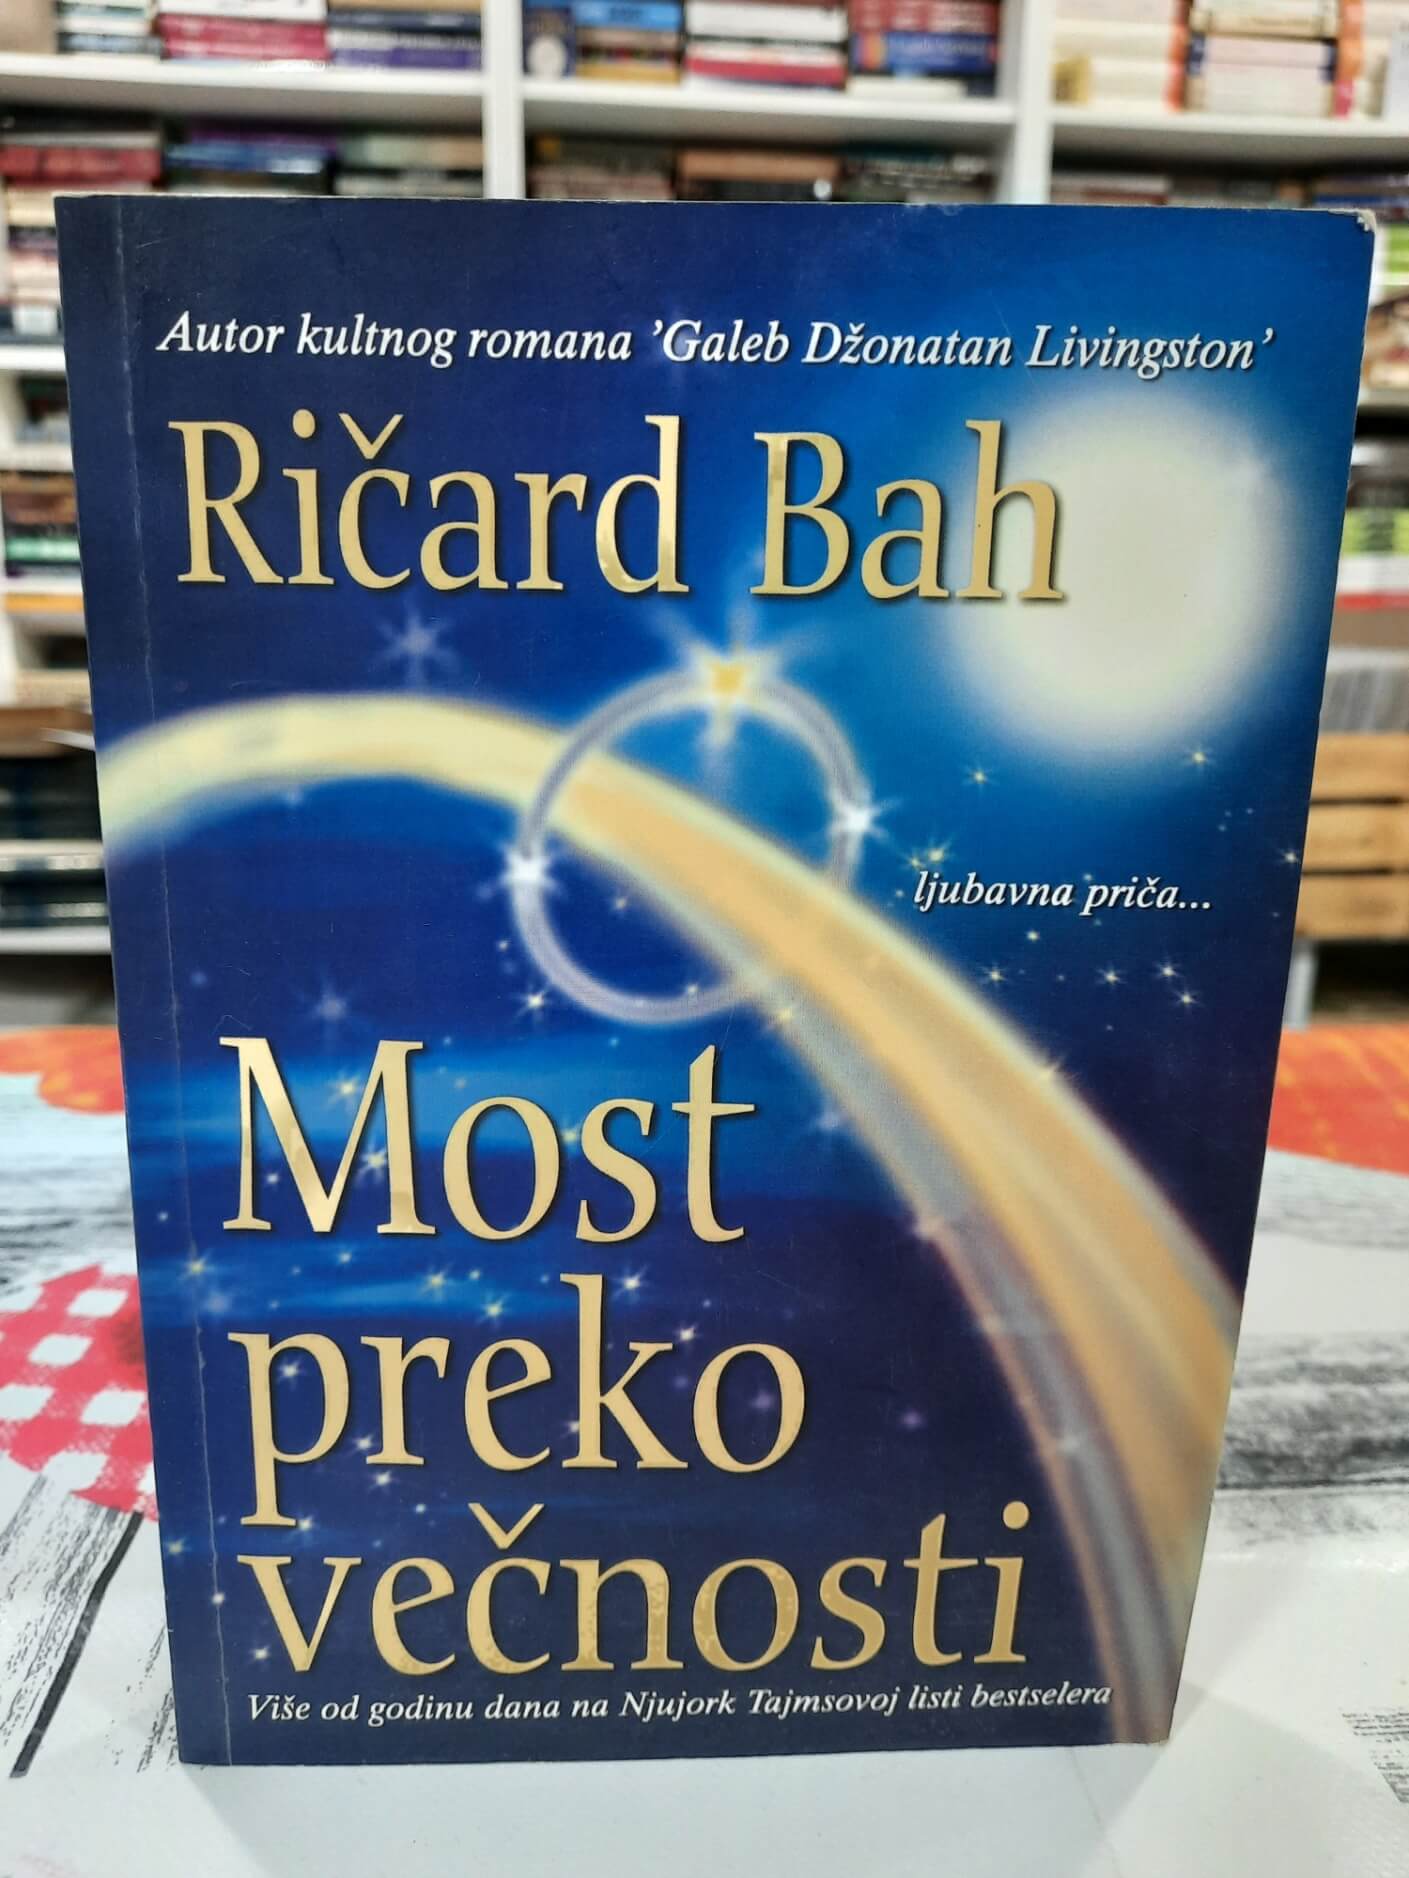 Autor kultnog romana ’Galeb Džonatan Livingston’
Ričard Bah
ljubavna priča...
Most
preko
večnosti
Više od godinu dana na Njujork Tajmsovoj listi bestselera